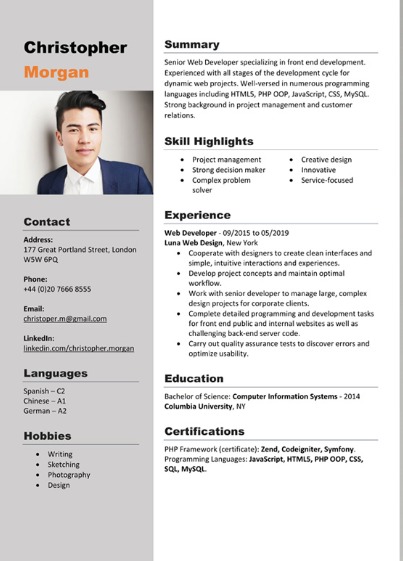 Christopher
Morgan
Contact
Address:
177 Great Portland Street, London
W5W 6PQ
Phone:
+44 (0)20 7666 8555
Email:
christoper.m@gmail.com
LinkedIn:
linkedin.com/christopher.morgan
Languages
Spanish – C2
Chinese – A1
German – A2
Hobbies
• Writing
• Sketching
• Photography
• Design
Summary
Senior Web Developer specializing in front end development.
Experienced with all stages of the development cycle for
dynamic web projects. Well-versed in numerous programming
languages including HTML5, PHP OOP, JavaScript, CSS, MySQL.
Strong background in project management and customer
relations.
Skill Highlights
• Project management
• Strong decision maker
• Complex problem
solver
• Creative design
• Innovative
• Service-focused
Experience
Web Developer - 09/2015 to 05/2019
Luna Web Design, New York
• Cooperate with designers to create clean interfaces and
simple, intuitive interactions and experiences.
• Develop project concepts and maintain optimal
workflow.
• Work with senior developer to manage large, complex
design projects for corporate clients.
• Complete detailed programming and development tasks
for front end public and internal websites as well as
challenging back-end server code.
• Carry out quality assurance tests to discover errors and
optimize usability.
Education
Bachelor of Science: Computer Information Systems - 2014
Columbia University, NY
Certifications
PHP Framework (certificate): Zend, Codeigniter, Symfony.
Programming Languages: JavaScript, HTML5, PHP OOP, CSS,
SQL, MySQL.